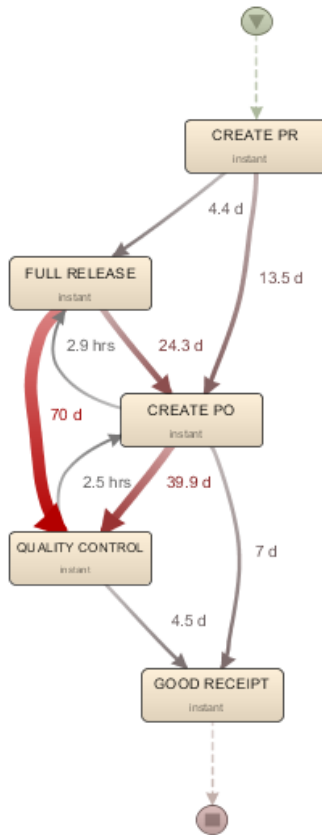 CREATE PR
instant
4.4 d
13.5 d
FULL RELEASE
instant
2.9 hrs
24.3 d
CREATE PO
instant
70 d
2.5 hrs
39.9 d
QUALITY CONTROL
instant
7 d
4.5 d
GOOD RECEIPT
instant